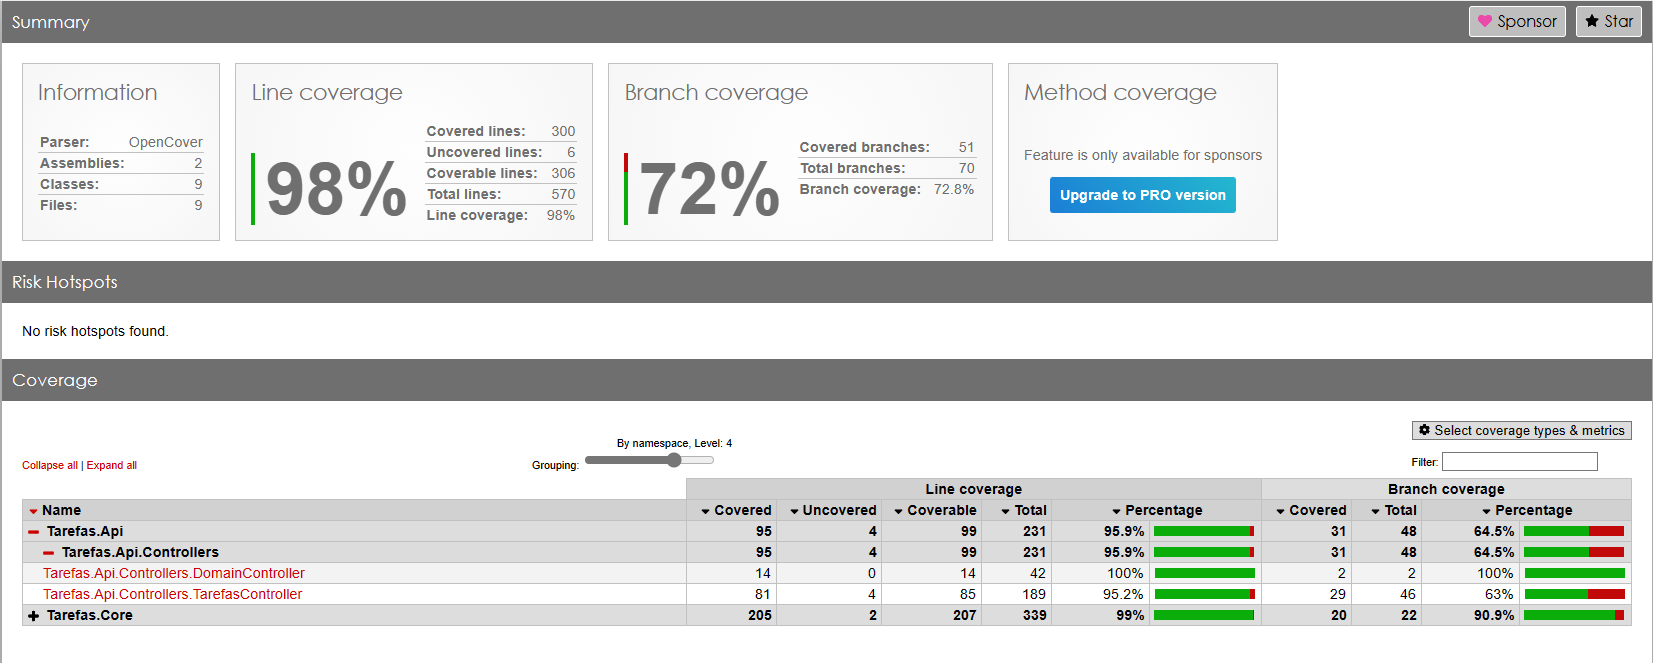 Summary
Sponsor
Star
Information
Parser: OpenCover
Assemblies: 2
Classes: 9
Files: 9
Line coverage
98%
Covered lines: 300
Uncovered lines: 6
Coverable lines: 306
Total lines: 570
Line coverage: 98%
Branch coverage
72%
Covered branches: 51
Total branches: 70
Branch coverage: 72.8%
Method coverage
Feature is only available for sponsors
Upgrade to PRO version
Risk Hotspots
No risk hotspots found.
Coverage
Collapse all | Expand all
By namespace, Level: 4
Grouping:
Select coverage types & metrics
Filter:
Line coverage Branch coverage
Name Covered Uncovered Coverable Total Percentage Covered Total Percentage
Tarefas.Api 95 4 99 231 95.9% 31 48 64.5%
Tarefas.Api.Controllers 95 4 99 231 95.9% 31 48 64.5%
Tarefas.Api.Controllers.DomainController 14 0 14 42 100% 2 2 100%
Tarefas.Api.Controllers.TarefasController 81 4 85 189 95.2% 29 46 63%
Tarefas.Core 205 2 207 339 99% 20 22 90.9%